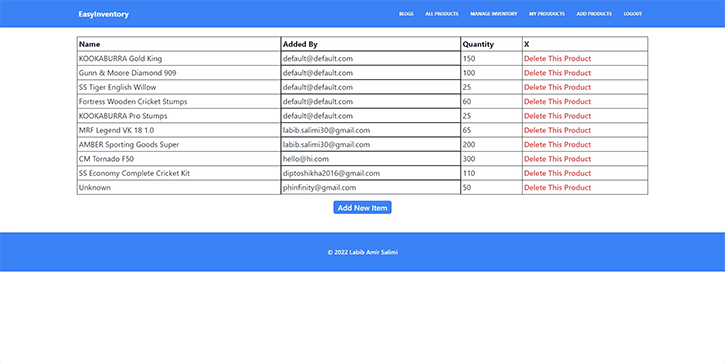 EasyInventory BLOGS ALL PRODUCTS MANAGE INVENTORY MY PROUDUCTS ADD PRODUCTS LOGOUT
Name Added By Quantity X
KOOKABURRA Gold King default@default.com 150 Delete This Product
Gunn & Moore Diamond 909 default@default.com 100 Delete This Product
SS Tiger English Willow default@default.com 25 Delete This Product
Fortress Wooden Cricket Stumps default@default.com 60 Delete This Product
KOOKABURRA Pro Stumps default@default.com 25 Delete This Product
MRF Legend VK 18 1.0 labib.salimi30@gmail.com 65 Delete This Product
AMBER Sporting Goods Super labib.salimi30@gmail.com 200 Delete This Product
CM Tornado F50 hello@hi.com 300 Delete This Product
SS Economy Complete Cricket Kit diptoshikha2016@gmail.com 110 Delete This Product
Unknown phinfinity@gmail.com 50 Delete This Product
Add New Item
© 2022 Labib Amir Salimi